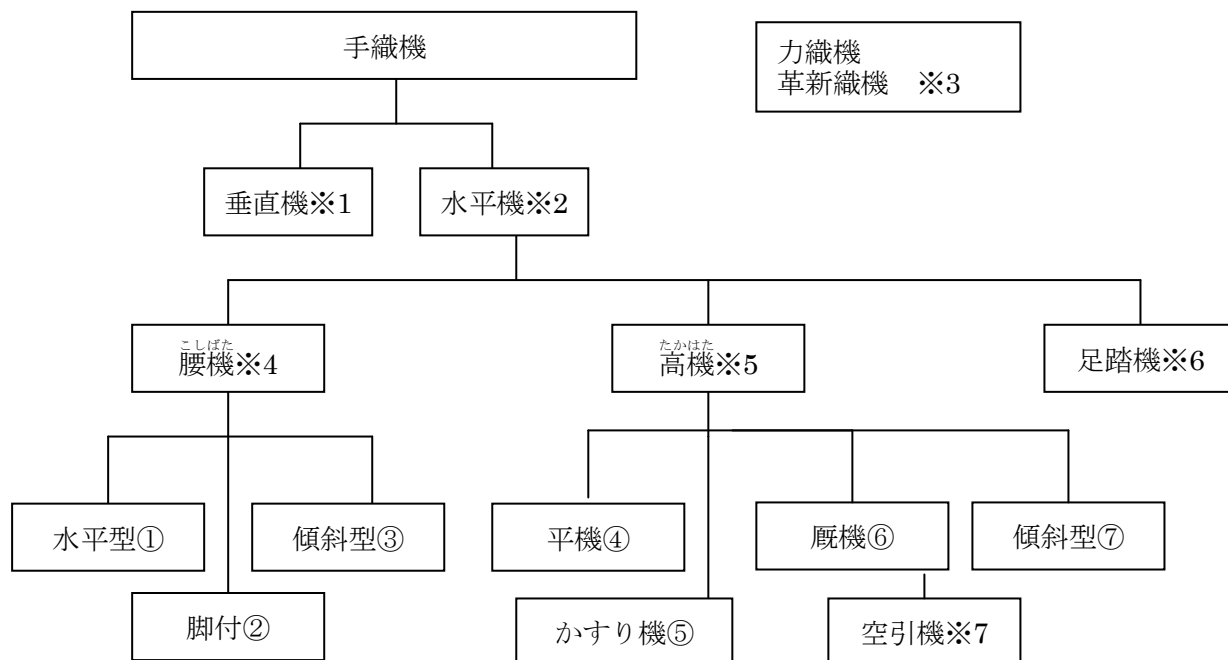 手織機
力織機
革新織機 ※3
垂直機※1
水平機※2
こしばた
腰機※4
たかはた
高機※5
足踏機※6
水平型①
傾斜型③
平機④
厩機⑥
傾斜型⑦
脚付②
かすり機⑤
空引機※7